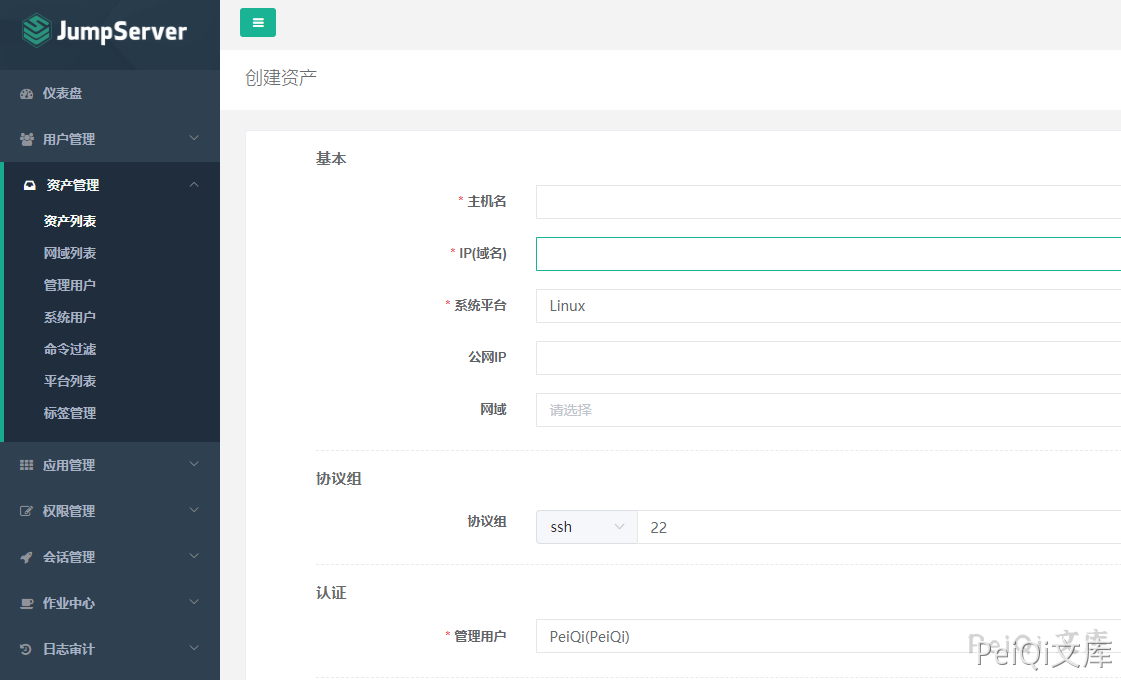 JumpServer
仪表盘
用户管理
资产管理
资产列表
网域列表
管理用户
系统用户
命令过滤
平台列表
标签管理
应用管理
权限管理
会话管理
作业中心
日志审计
创建资产
基本
* 主机名
* IP(域名)
* 系统平台 Linux
公网IP
网域 请选择
协议组
协议组 ssh 22
认证
* 管理用户 PeiQi(PeiQi)
PeiQi 文库
PeiQi文库